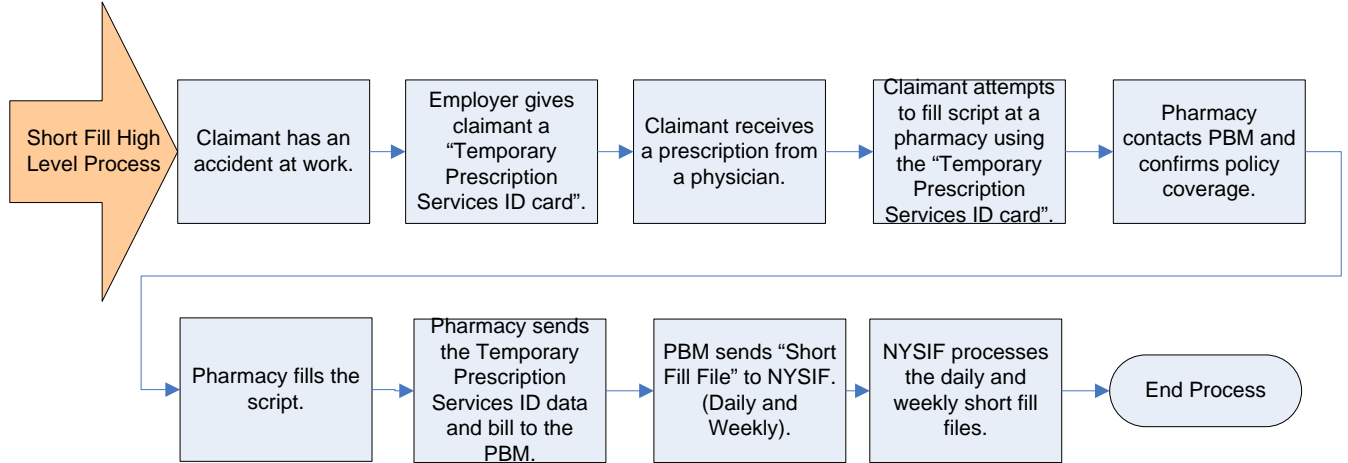 Short Fill High
Level Process
Claimant has an
accident at work.
Employer gives
claimant a
“Temporary
Prescription
Services ID card”.
Claimant receives
a prescription from
a physician.
Claimant attempts
to fill script at a
pharmacy using
the “Temporary
Prescription
Services ID card”.
Pharmacy
contacts PBM and
confirms policy
coverage.
Pharmacy fills the
script.
Pharmacy sends
the Temporary
Prescription
Services ID data
and bill to the
PBM.
PBM sends “Short
Fill File” to NYSIF.
(Daily and
Weekly).
NYSIF processes
the daily and
weekly short fill
files.
End Process